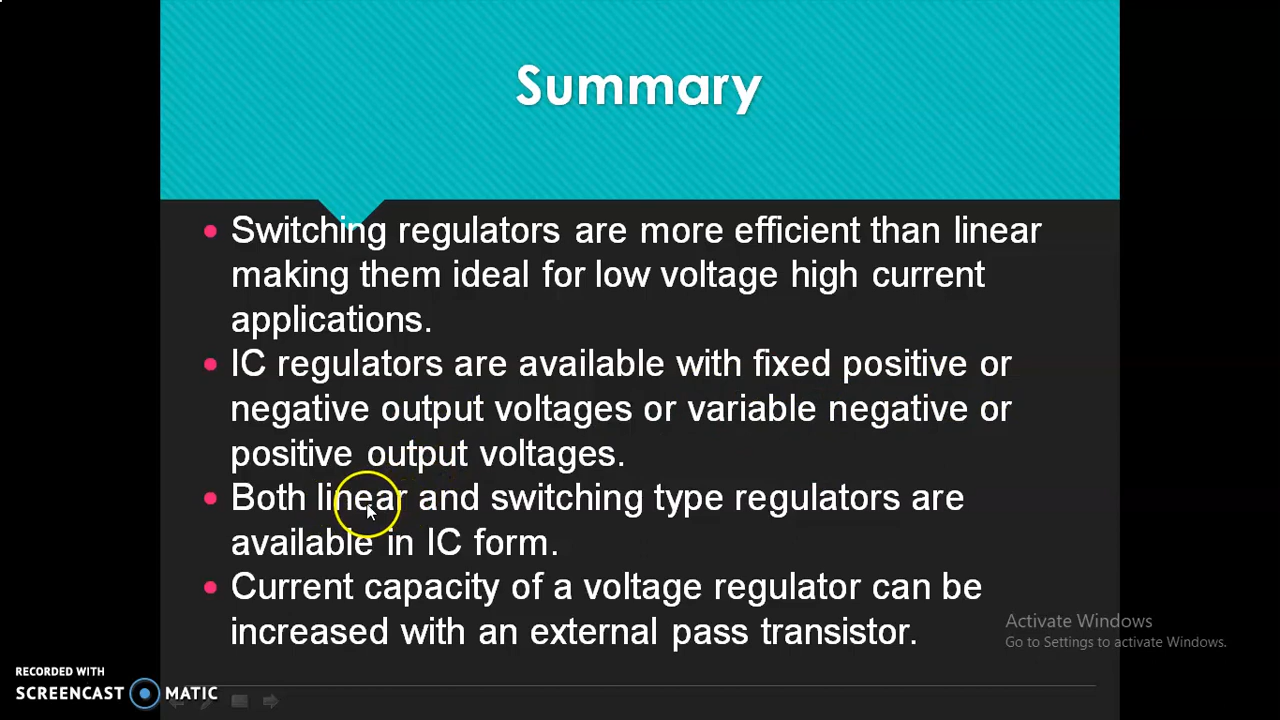 Summary
Switching regulators are more efficient than linear
making them ideal for low voltage high current
applications.
IC regulators are available with fixed positive or
negative output voltages or variable negative or
positive output voltages.
Both linear and switching type regulators are
available in IC form.
Current capacity of a voltage regulator can be
increased with an external pass transistor.
Activate Windows
Go to Settings to activate Windows.
RECORDED WITH
SCREENCAST MATIC